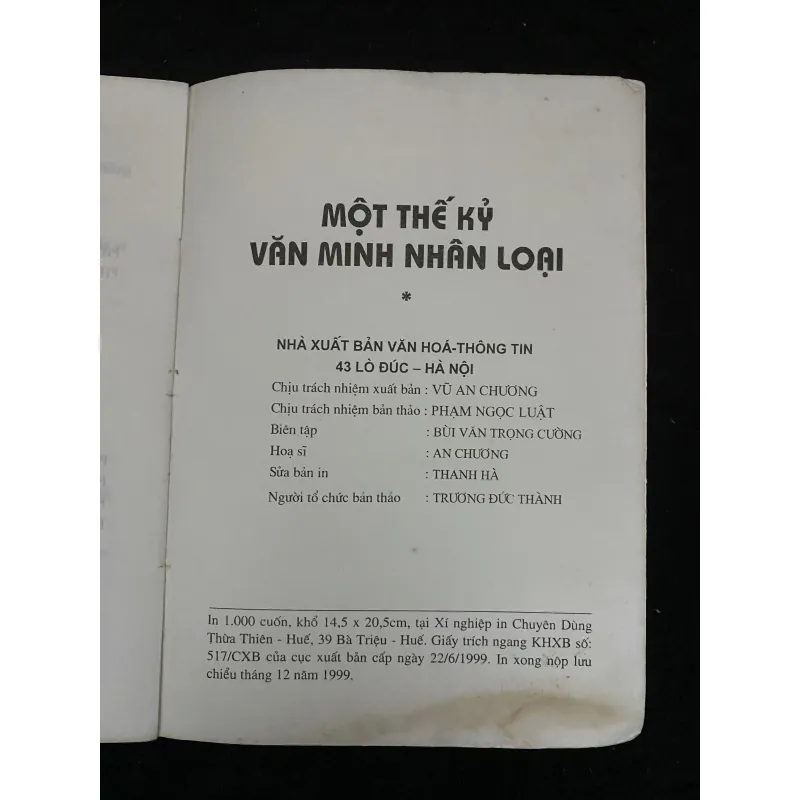 MỘT THẾ KỶ
VĂN MINH NHÂN LOẠI
*
NHÀ XUẤT BẢN VĂN HOÁ-THÔNG TIN
43 LÒ ĐÚC – HÀ NỘI
Chịu trách nhiệm xuất bản : VŨ AN CHƯƠNG
Chịu trách nhiệm bản thảo : PHẠM NGỌC LUẬT
Biên tập : BÙI VĂN TRỌNG CƯỜNG
Hoạ sĩ : AN CHƯƠNG
Sửa bản in : THANH HÀ
Người tổ chức bản thảo : TRƯƠNG ĐỨC THÀNH
In 1.000 cuốn, khổ 14,5 x 20,5cm, tại Xí nghiệp in Chuyên Dùng
Thừa Thiên - Huế, 39 Bà Triệu - Huế. Giấy trích ngang KHXB số:
517/CXB của cục xuất bản cấp ngày 22/6/1999. In xong nộp lưu
chiểu tháng 12 năm 1999.